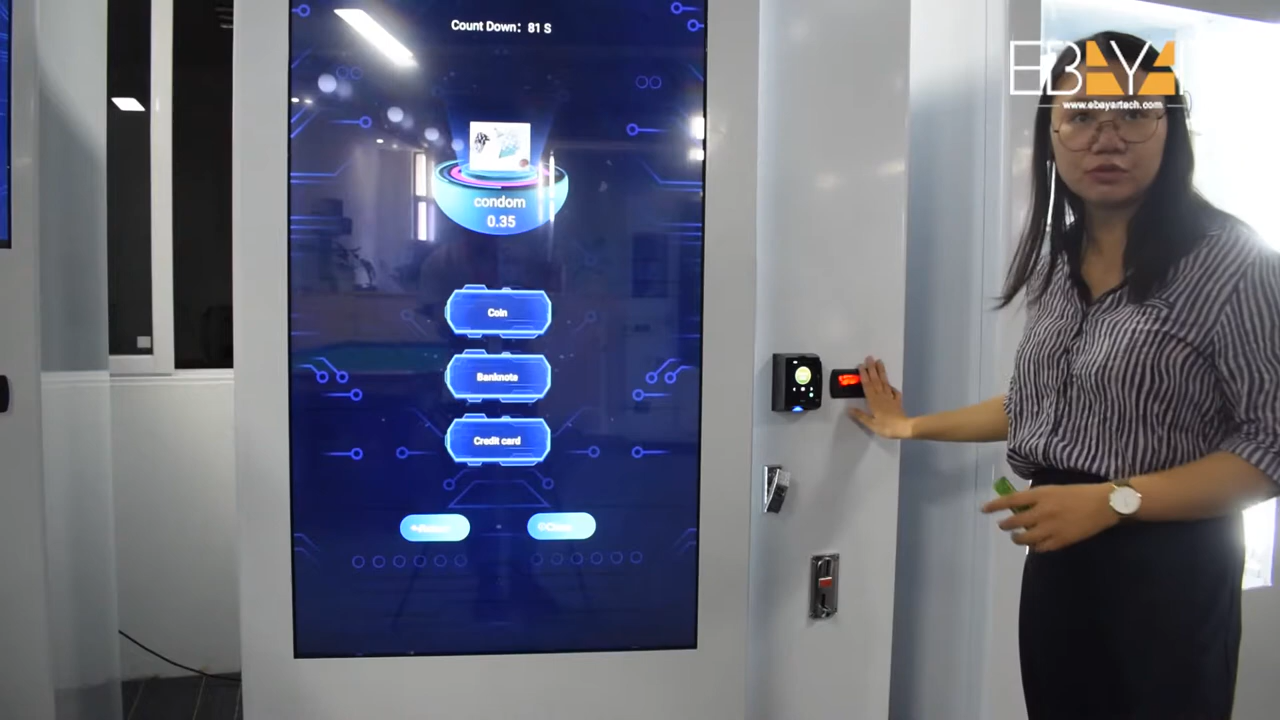 Count Down: 81 S
EBAYA
www.ebayartech.com
condom
0.35
Coin
Banknote
Credit card